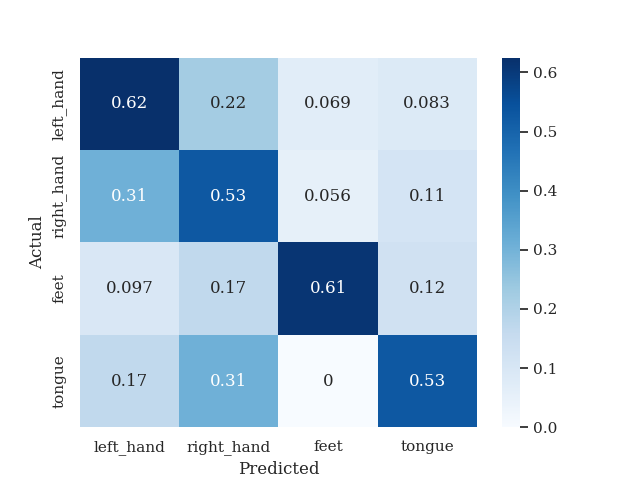 left_hand 0.62 0.22 0.069 0.083
right_hand 0.31 0.53 0.056 0.11
feet 0.097 0.17 0.61 0.12
tongue 0.17 0.31 0 0.53
left_hand right_hand feet tongue
Predicted
Actual
0.6
0.5
0.4
0.3
0.2
0.1
0.0